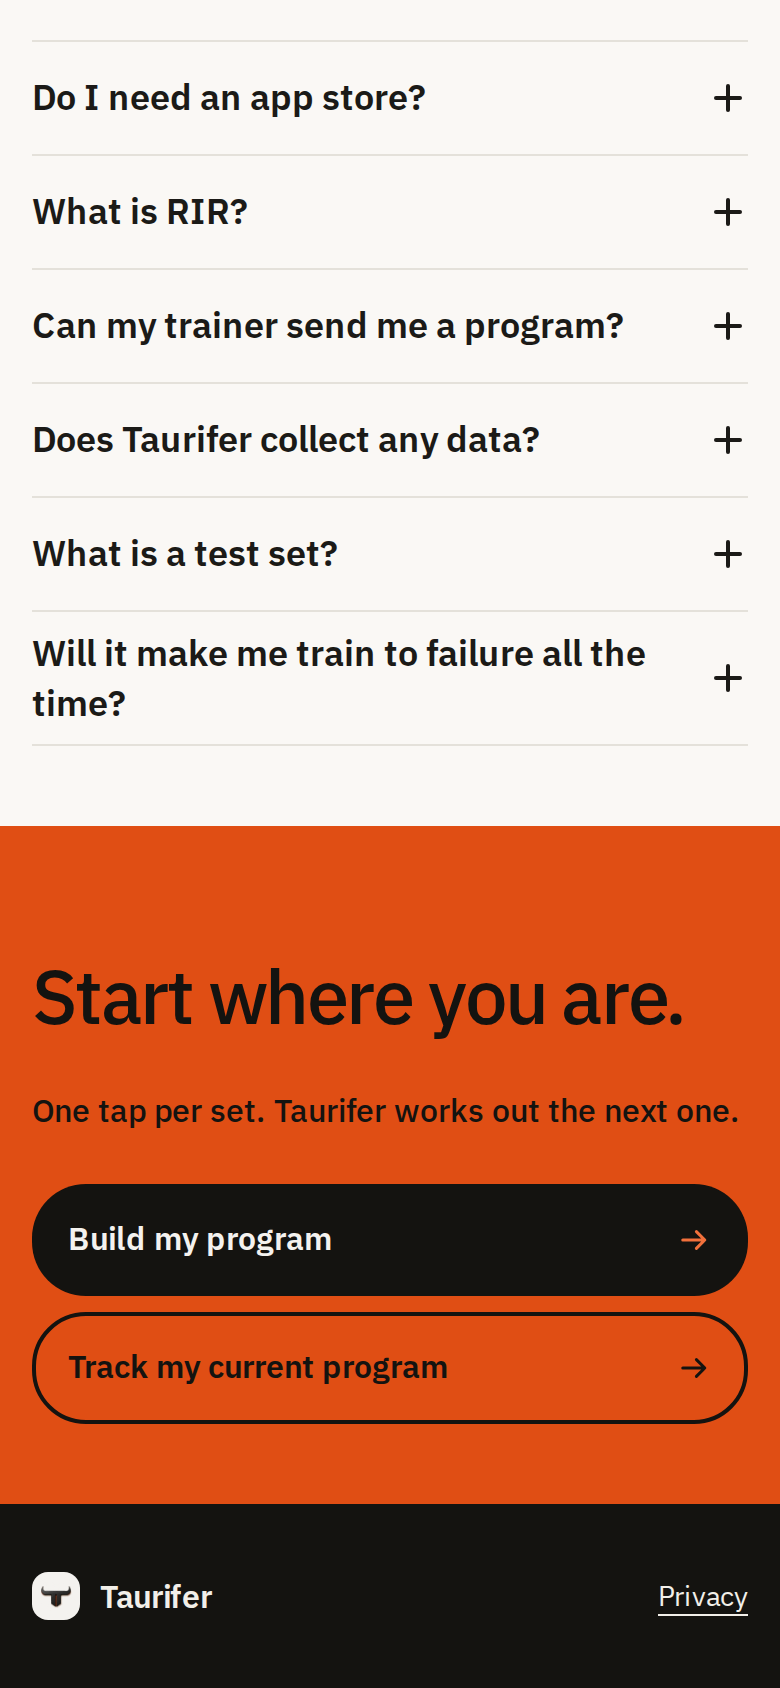 Do I need an app store?
What is RIR?
Can my trainer send me a program?
Does Taurifer collect any data?
What is a test set?
Will it make me train to failure all the
time?
Start where you are.
One tap per set. Taurifer works out the next one.
Build my program
Track my current program
Taurifer
Privacy